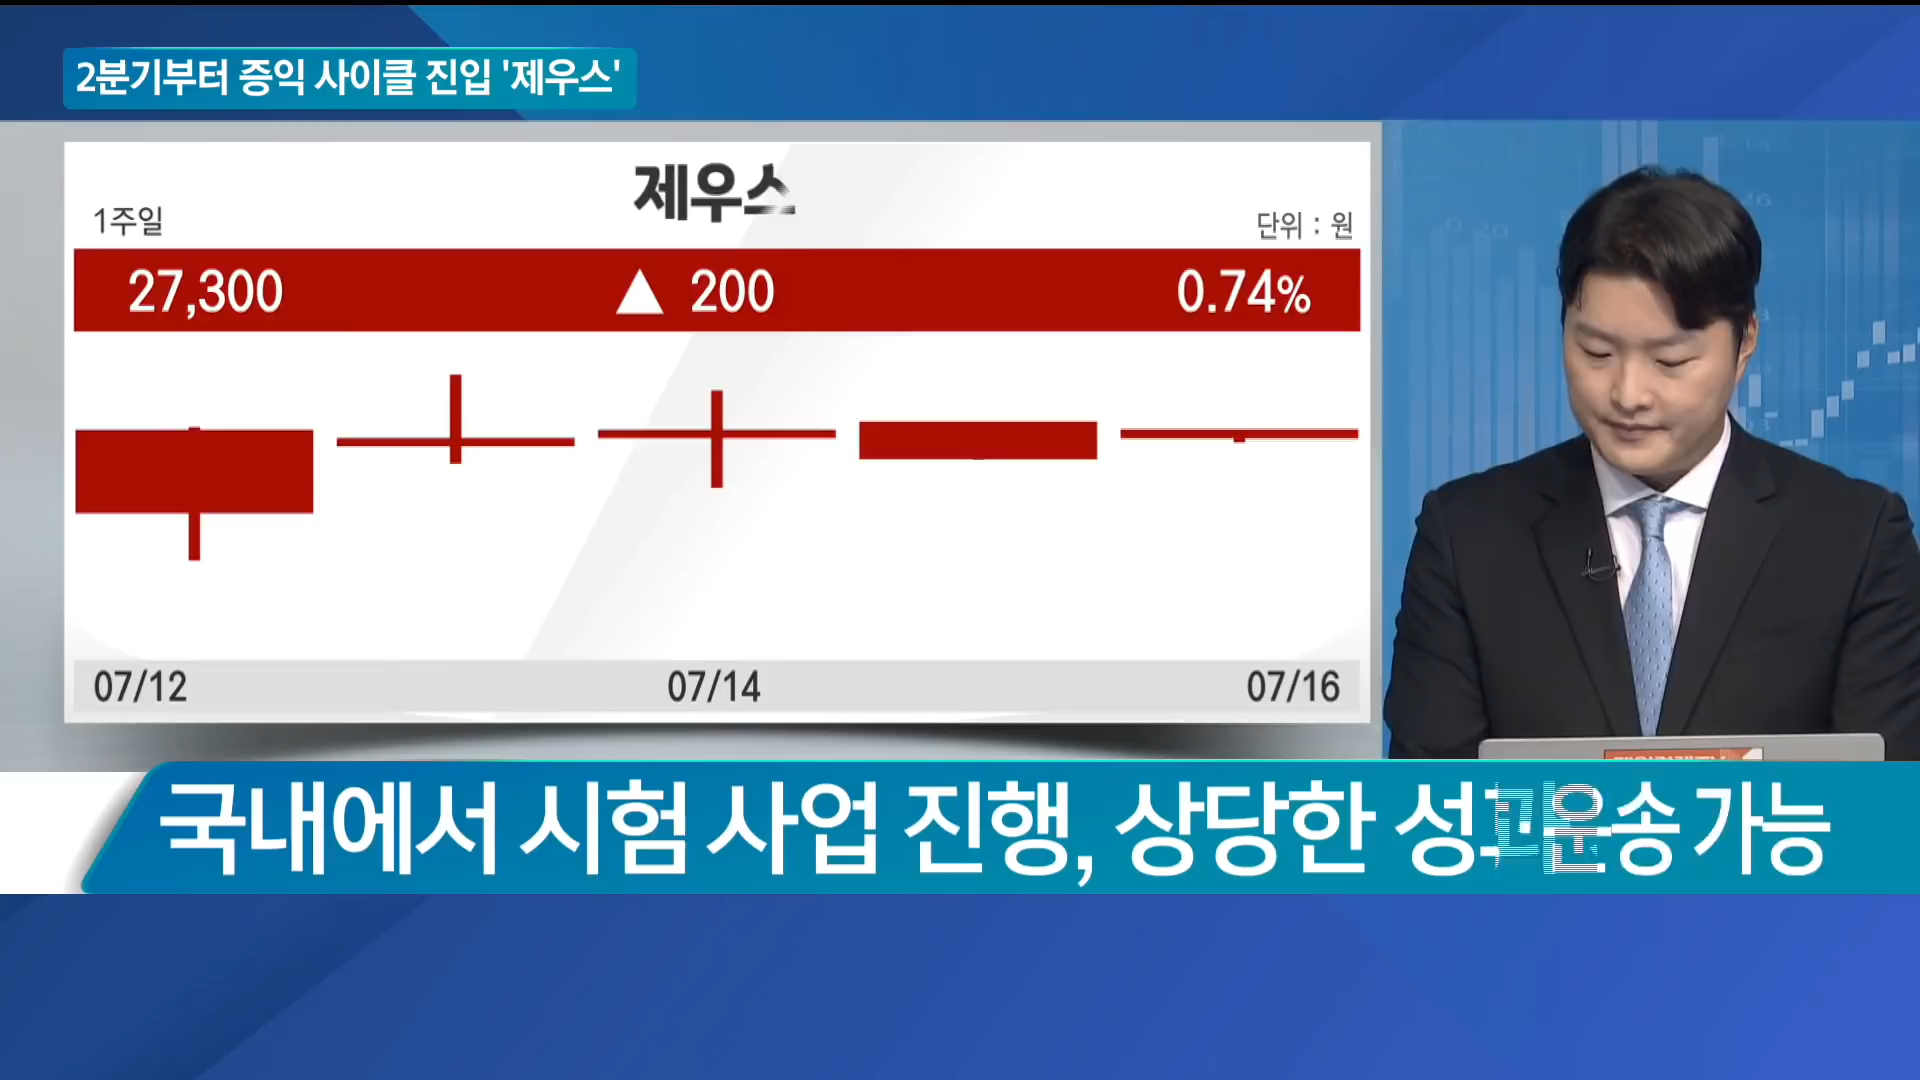 2분기부터 증익 사이클 진입 '제우스'
제우스
1주일
단위 : 원
27,300 ▲ 200 0.74%
07/12 07/14 07/16
국내에서 시험 사업 진행, 상당한 송 가능